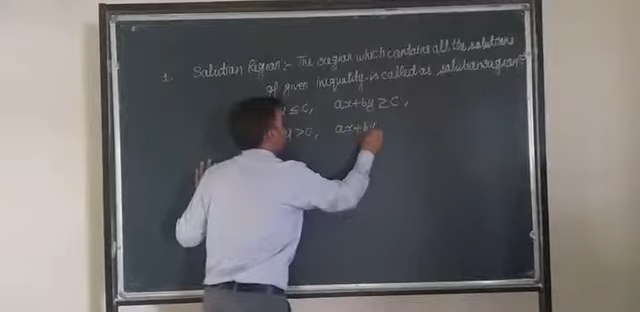 1. Solution Region :- The region which contains all the solutions
of given inequality. is called as solution region
y ≤ C, ax+by ≥ C,
y > C, ax+by